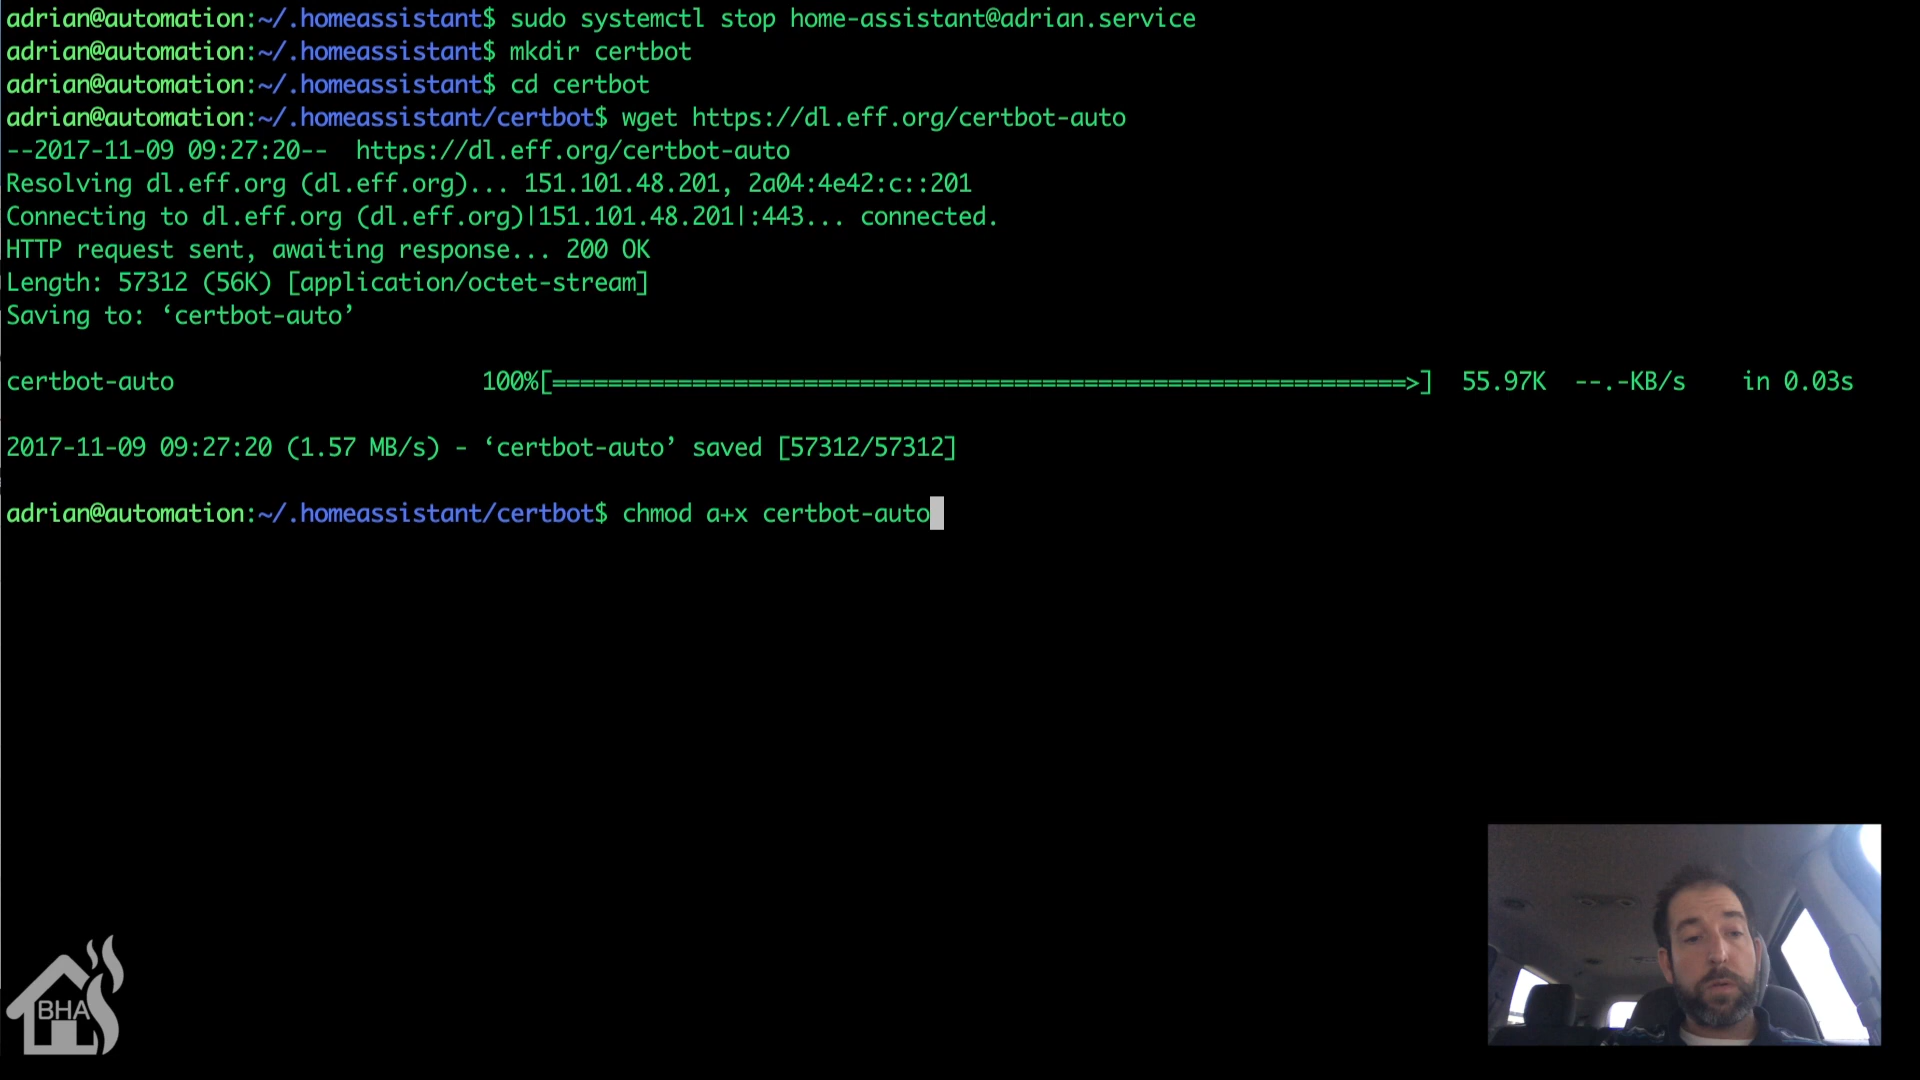 adrian@automation:~/.homeassistant$ sudo systemctl stop home-assistant@adrian.service
adrian@automation:~/.homeassistant$ mkdir certbot
adrian@automation:~/.homeassistant$ cd certbot
adrian@automation:~/.homeassistant/certbot$ wget https://dl.eff.org/certbot-auto
--2017-11-09 09:27:20--  https://dl.eff.org/certbot-auto
Resolving dl.eff.org (dl.eff.org)... 151.101.48.201, 2a04:4e42:c::201
Connecting to dl.eff.org (dl.eff.org)|151.101.48.201|:443... connected.
HTTP request sent, awaiting response... 200 OK
Length: 57312 (56K) [application/octet-stream]
Saving to: ‘certbot-auto’
certbot-auto 100%[=============================================================>] 55.97K --.-KB/s in 0.03s
2017-11-09 09:27:20 (1.57 MB/s) - ‘certbot-auto’ saved [57312/57312]
adrian@automation:~/.homeassistant/certbot$ chmod a+x certbot-auto
BHA